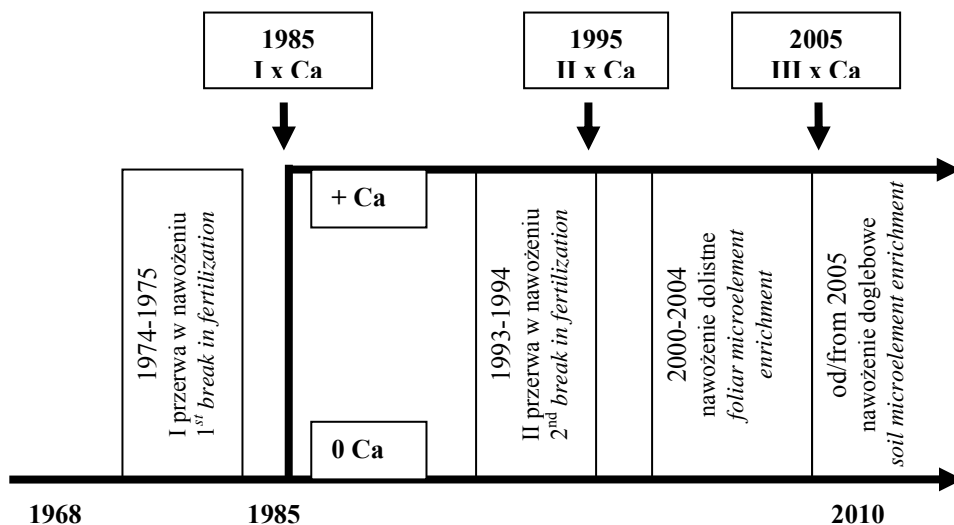 1985
I x Ca
1995
II x Ca
2005
III x Ca
+ Ca
0 Ca
1974-1975
I przerwa w nawożeniu
1st break in fertilization
1993-1994
II przerwa w nawożeniu
2nd break in fertilization
2000-2004
nawożenie dolistne
foliar microelement
enrichment
od/from 2005
nawożenie doglebowe
soil microelement enrichment
1968
1985
2010